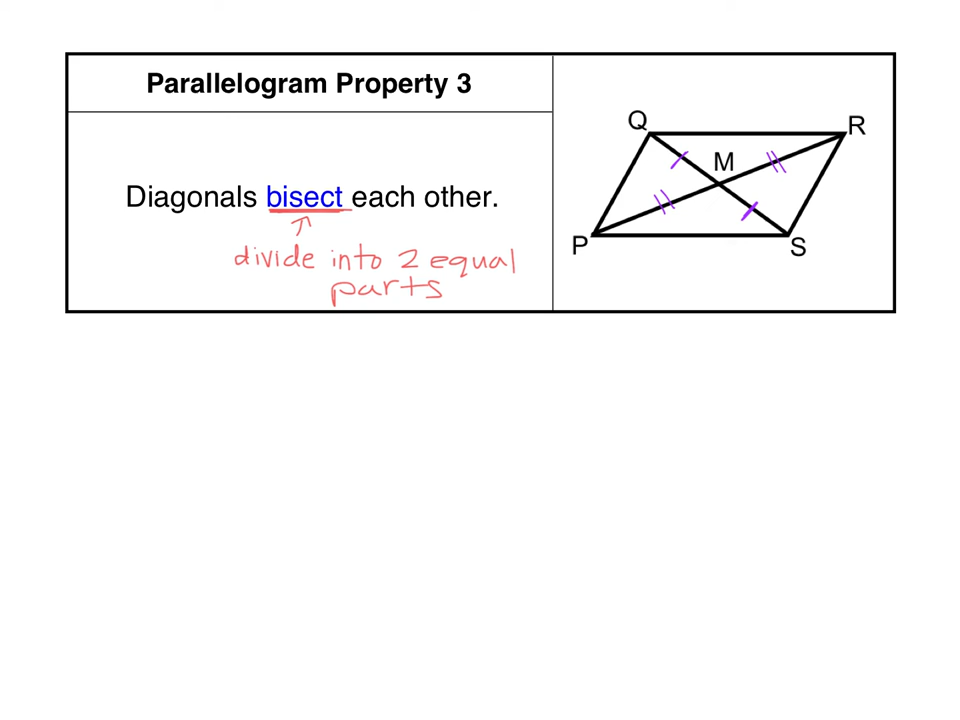 Parallelogram Property 3
Diagonals bisect each other.
divide into 2 equal
parts
Q
R
M
P
S